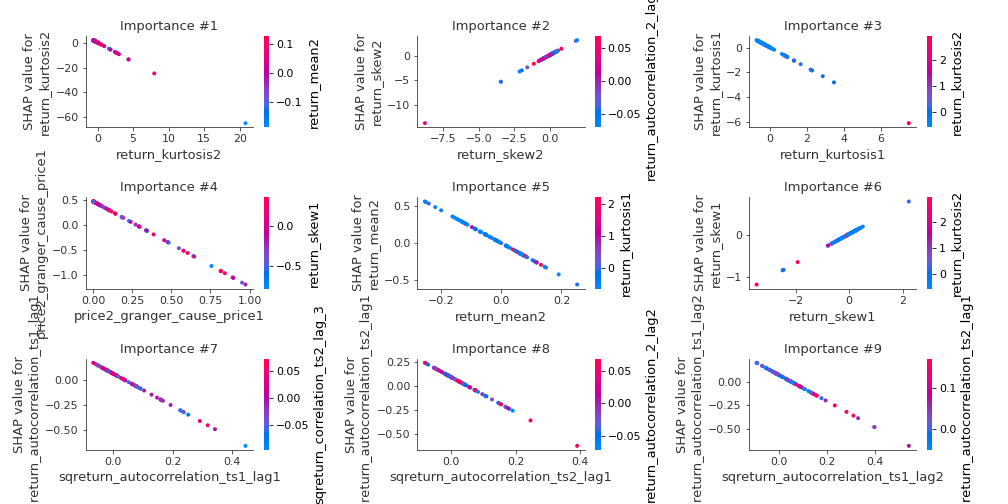 Importance #1
SHAP value for
return_kurtosis2
0
−20
−40
−60
0
5
10
15
20
return_kurtosis2
0.1
0.0
−0.1
return_mean2
Importance #2
SHAP value for
return_skew2
0
−5
−10
−7.5
−5.0
−2.5
0.0
return_skew2
0.05
0.00
−0.05
return_autocorrelation_2_lag
Importance #3
SHAP value for
return_kurtosis1
0
−2
−4
−6
0
2
4
6
return_kurtosis1
2
1
0
return_kurtosis2
Importance #4
SHAP value for
price2_granger_cause_price1
0.5
0.0
−0.5
−1.0
0.00
0.25
0.50
0.75
1.00
price2_granger_cause_price1
0.0
−0.5
return_skew1
Importance #5
SHAP value for
return_mean2
0.5
0.0
−0.5
−0.2
0.0
0.2
return_mean2
2
1
0
return_kurtosis1
Importance #6
SHAP value for
return_skew1
0
−1
−2
0
2
return_skew1
2
1
0
return_kurtosis2
Importance #7
SHAP value for
return_autocorrelation_ts1_lag1
0.00
−0.25
−0.50
0.0
0.2
0.4
sqreturn_autocorrelation_ts1_lag1
0.05
0.00
−0.05
sqreturn_correlation_ts2_lag_3
Importance #8
SHAP value for
return_autocorrelation_ts2_lag1
0.25
0.00
−0.25
−0.50
0.0
0.2
0.4
sqreturn_autocorrelation_ts2_lag1
0.05
0.00
−0.05
return_autocorrelation_2_lag2
Importance #9
SHAP value for
return_autocorrelation_ts1_lag2
0.00
−0.25
−0.50
0.0
0.2
0.4
sqreturn_autocorrelation_ts1_lag2
0.1
0.0
return_autocorrelation_ts2_lag1